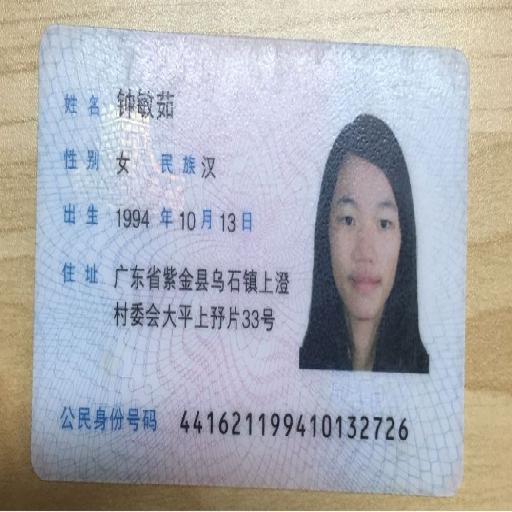 姓名 钟敏茹
性别 女 民族 汉
出生 1994 年 10 月 13 日
住址 广东省紫金县乌石镇上澄
村委会大平上孖片33号
公民身份号码 441621199410132726